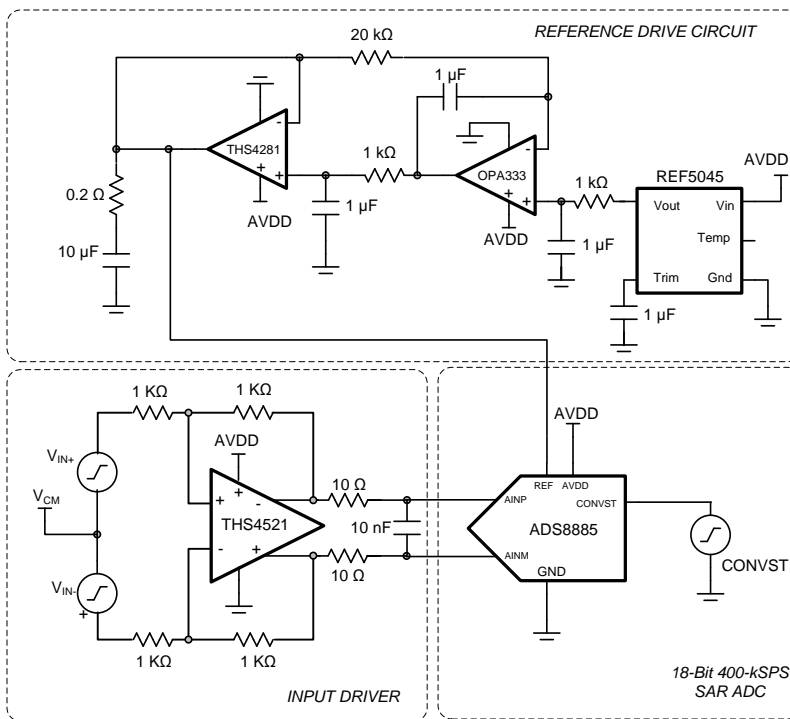 REFERENCE DRIVE CIRCUIT
20 kΩ
1 µF
-
-
THS4281
+ +
AVDD
1 kΩ
1 µF
OPA333
+ +
AVDD
1 kΩ
1 µF
REF5045
AVDD
Vout
Vin
Temp
Trim
Gnd
1 µF
0.2 Ω
10 µF
1 KΩ
1 KΩ
AVDD
VIN+
VCM
VIN-
+
+
-
+
-
+
THS4521
10 Ω
10 nF
10 Ω
1 KΩ
1 KΩ
INPUT DRIVER
AVDD
REF
AVDD
AINP
CONVST
ADS8885
AINM
GND
CONVST
18-Bit 400-kSPS
SAR ADC